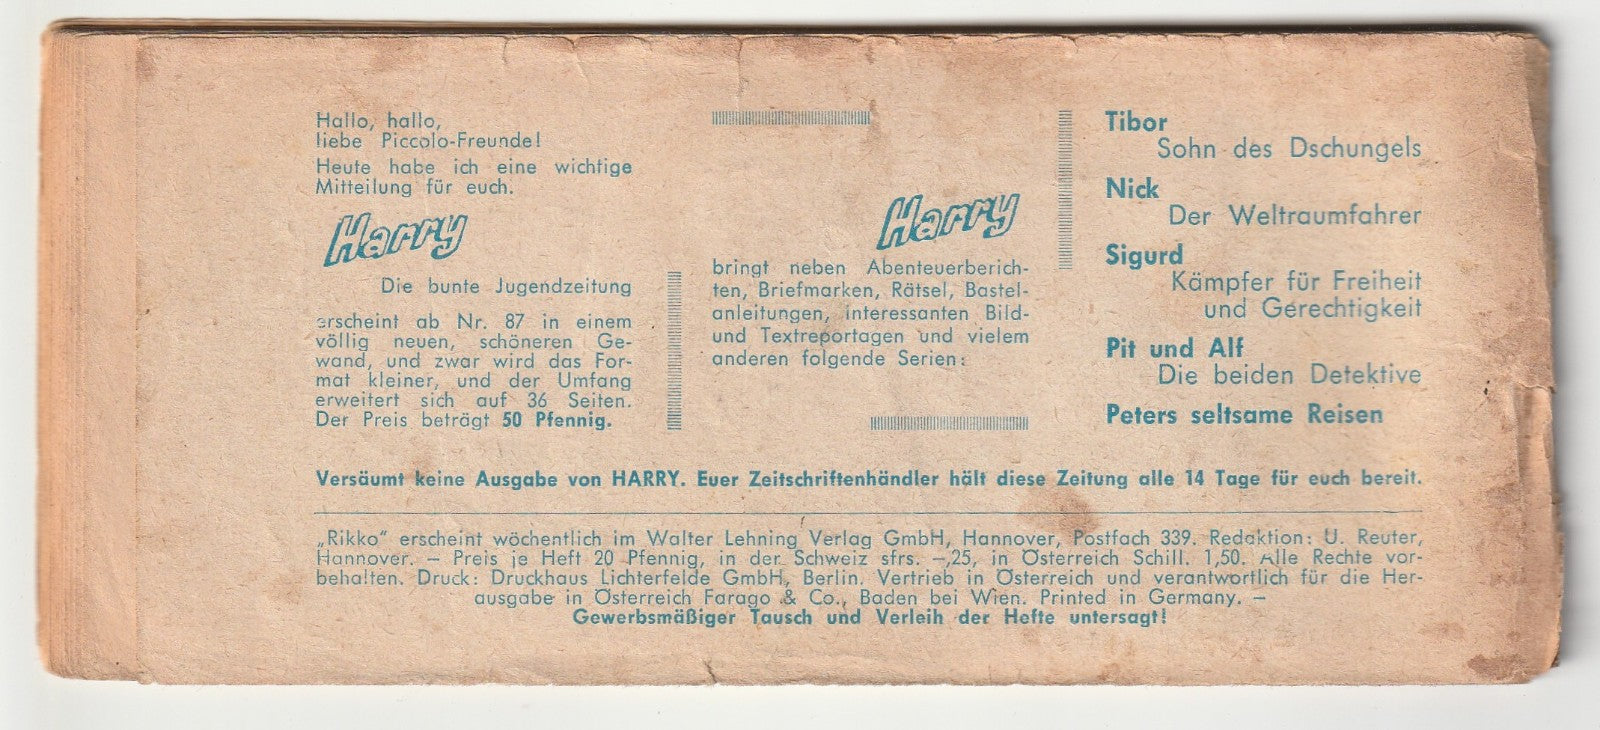 Hallo, hallo,
liebe Piccolo-Freunde!
Heute habe ich eine wichtige
Mitteilung für euch.
Harry
Die bunte Jugendzeitung
erscheint ab Nr. 87 in einem
völlig neuen, schöneren Ge-
wand, und zwar wird das For-
mat kleiner, und der Umfang
erweitert sich auf 36 Seiten.
Der Preis beträgt 50 Pfennig.
Harry
bringt neben Abenteuerberich-
ten, Briefmarken, Rätsel, Bastel-
anleitungen, interessanten Bild-
und Textreportagen und vielem
anderen folgende Serien:
Tibor
Sohn des Dschungels
Nick
Der Weltraumfahrer
Sigurd
Kämpfer für Freiheit
und Gerechtigkeit
Pit und Alf
Die beiden Detektive
Peters seltsame Reisen
Versäumt keine Ausgabe von HARRY. Euer Zeitschriftenhändler hält diese Zeitung alle 14 Tage für euch bereit.
„Rikko" erscheint wöchentlich im Walter Lehning Verlag GmbH, Hannover, Postfach 339. Redaktion: U. Reuter,
Hannover. — Preis je Heft 20 Pfennig, in der Schweiz sfrs. —,25, in Österreich Schill. 1,50. Alle Rechte vor-
behalten. Druck: Druckhaus Lichterfelde GmbH, Berlin. Vertrieb in Österreich und verantwortlich für die Her-
ausgabe in Österreich Farago & Co., Baden bei Wien. Printed in Germany. —
Gewerbsmäßiger Tausch und Verleih der Hefte untersagt!